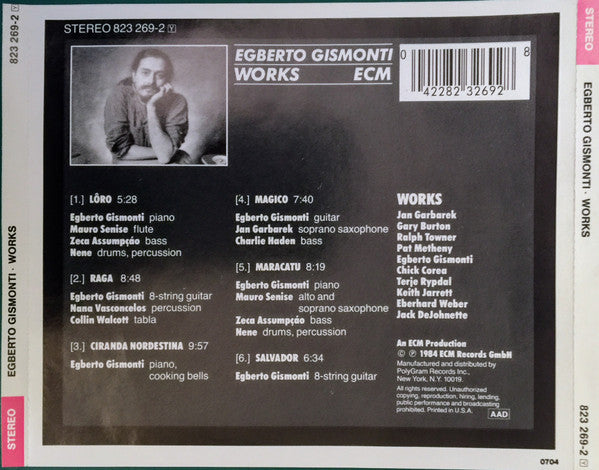 STEREO 823 269-2 Y
EGBERTO GISMONTI
WORKS ECM
0 42282 32692 8
[1.] LÔRO 5:28
Egberto Gismonti piano
Mauro Senise flute
Zeca Assumpção bass
Nene drums, percussion
[2.] RAGA 8:48
Egberto Gismonti 8-string guitar
Nana Vasconcelos percussion
Collin Walcott tabla
[3.] CIRANDA NORDESTINA 9:57
Egberto Gismonti piano,
cooking bells
[4.] MAGICO 7:40
Egberto Gismonti guitar
Jan Garbarek soprano saxophone
Charlie Haden bass
[5.] MARACATU 8:19
Egberto Gismonti piano
Mauro Senise alto and
soprano saxophone
Zeca Assumpção bass
Nene drums, percussion
[6.] SALVADOR 6:34
Egberto Gismonti 8-string guitar
WORKS
Jan Garbarek
Gary Burton
Ralph Towner
Pat Metheny
Egberto Gismonti
Chick Corea
Terje Rypdal
Keith Jarrett
Eberhard Weber
Jack DeJohnette
An ECM Production
© ℗ 1984 ECM Records GmbH
Manufactured and distributed by
PolyGram Records Inc.,
New York, N.Y. 10019.
All rights reserved. Unauthorized
copying, reproduction, hiring, lending,
public performance and broadcasting
prohibited. Printed in U.S.A.
AAD
0704
STEREO EGBERTO GISMONTI · WORKS 823 269-2 Y
STEREO EGBERTO GISMONTI · WORKS 823 269-2 Y